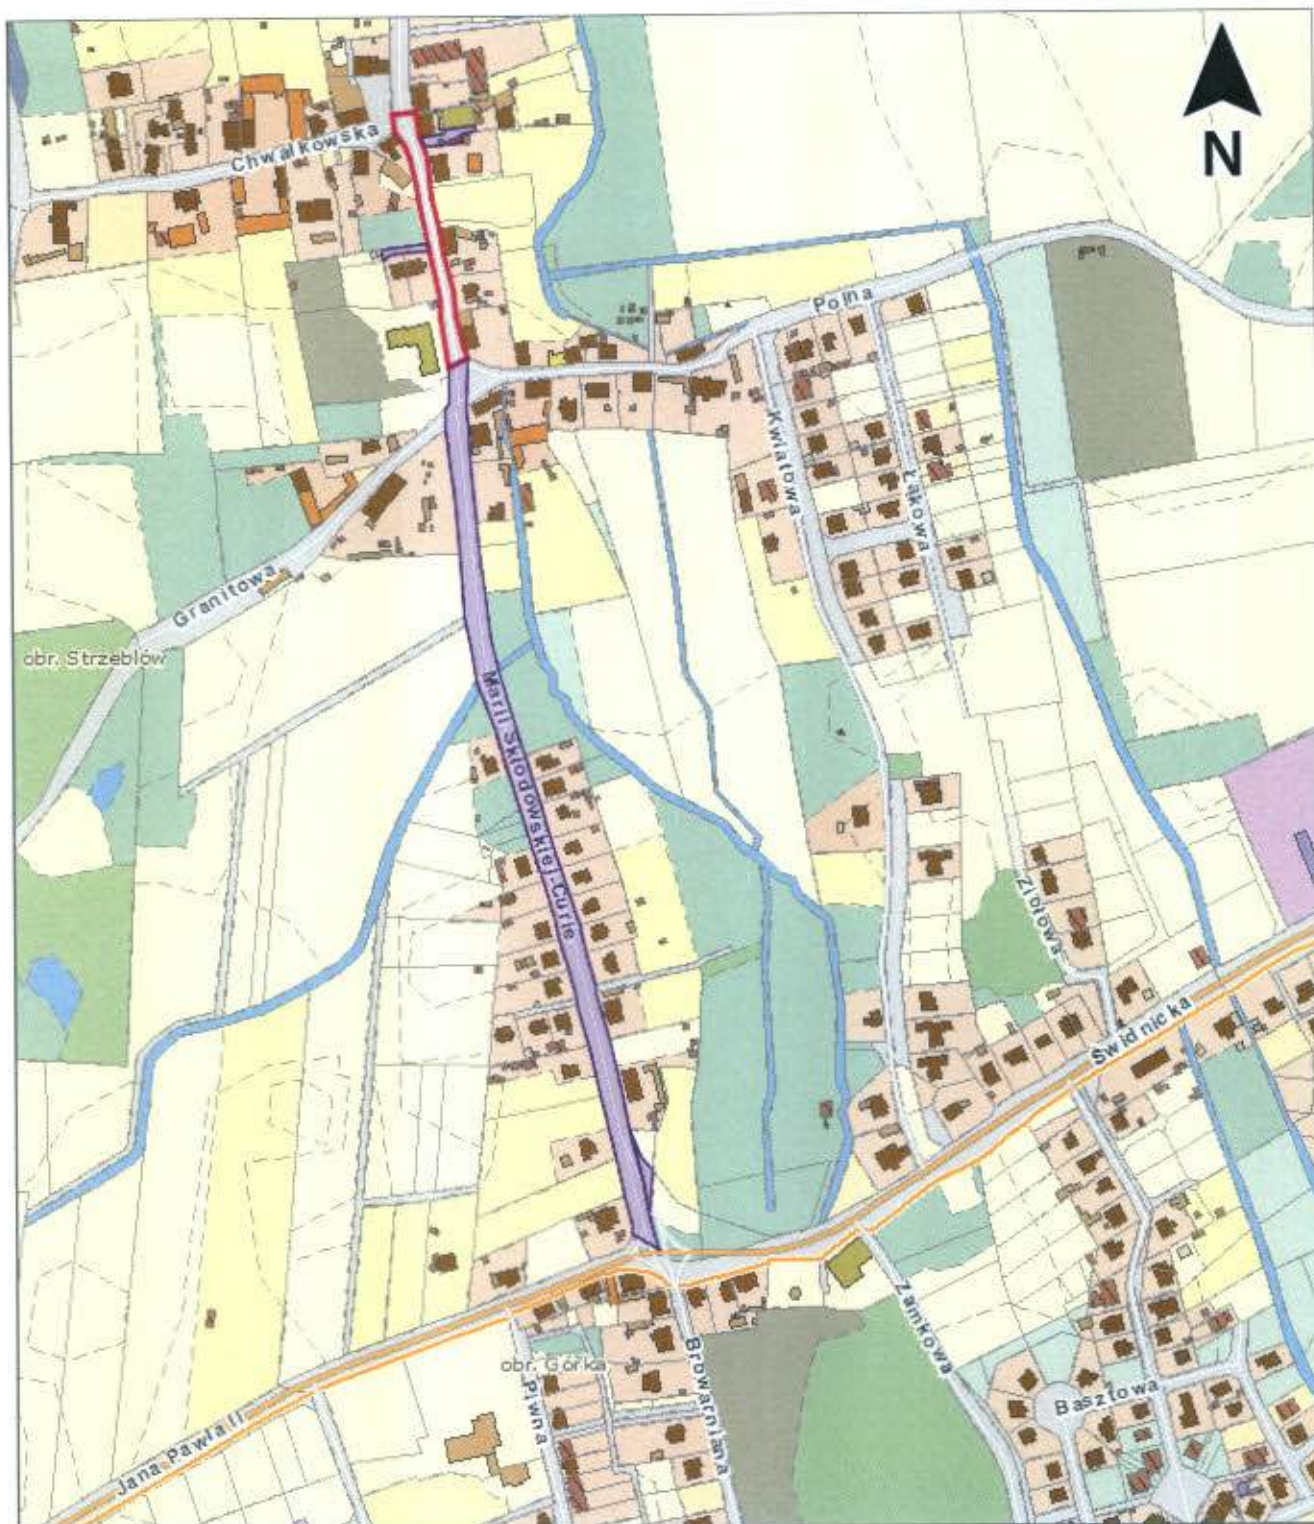 N
Chwałkowska
Polna
Kwiatowa
Łąkowa
Granitowa
obr. Strzeblów
Marii Skłodowskiej-Curie
Ziołowa
Świdnicka
Zamkowa
obr. Górka
Basztowa
Piwna
Browarniana
Jana Pawła II